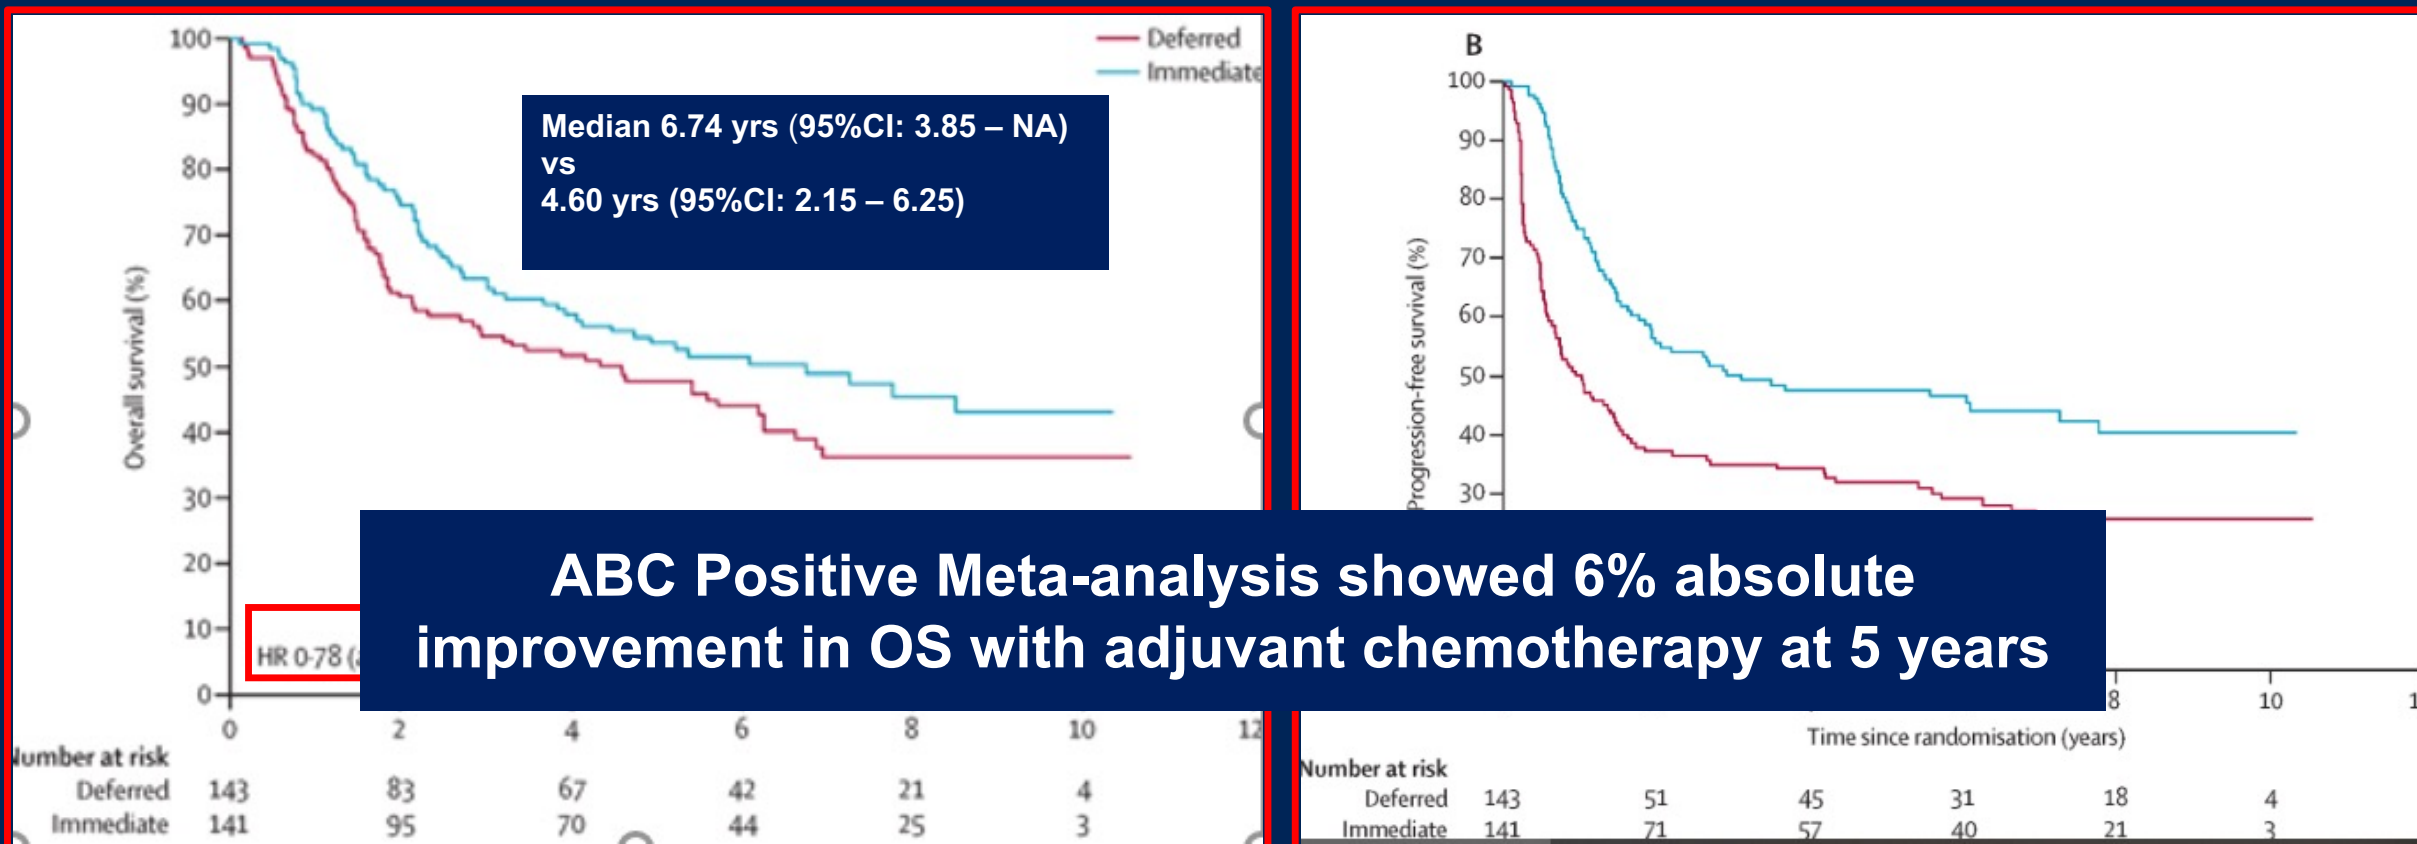 Deferred
Immediate
Median 6.74 yrs (95%CI: 3.85 – NA)
vs
4.60 yrs (95%CI: 2.15 – 6.25)
Overall survival (%)
100
90
80
70
60
50
40
30
20
10
0
HR 0·78 (
0 2 4 6 8 10 12
Number at risk
Deferred 143 83 67 42 21 4
Immediate 141 95 70 44 25 3
B
Progression-free survival (%)
100
90
80
70
60
50
40
30
8 10
Time since randomisation (years)
Number at risk
Deferred 143 51 45 31 18 4
Immediate 141 71 57 40 21 3
ABC Positive Meta-analysis showed 6% absolute
improvement in OS with adjuvant chemotherapy at 5 years